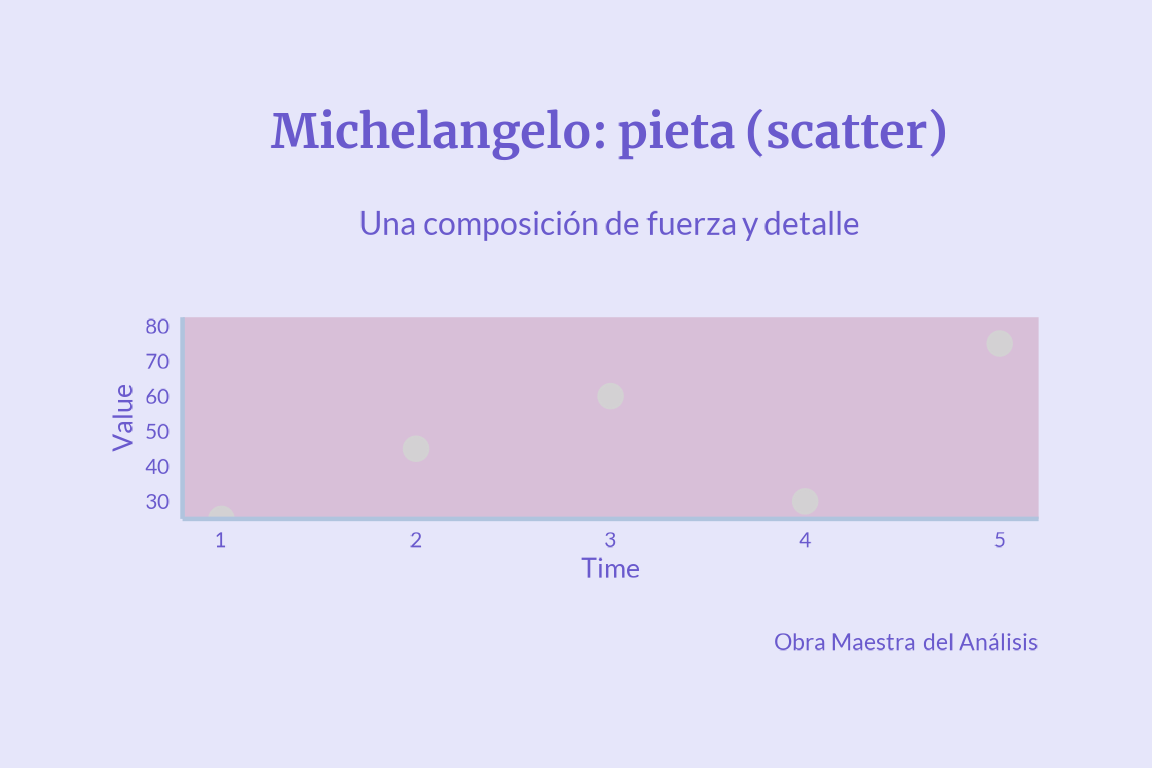 Michelangelo: pieta (scatter)
Una composición de fuerza y detalle
80
70
60
50
40
30
Value
1 2 3 4 5
Time
Obra Maestra del Análisis